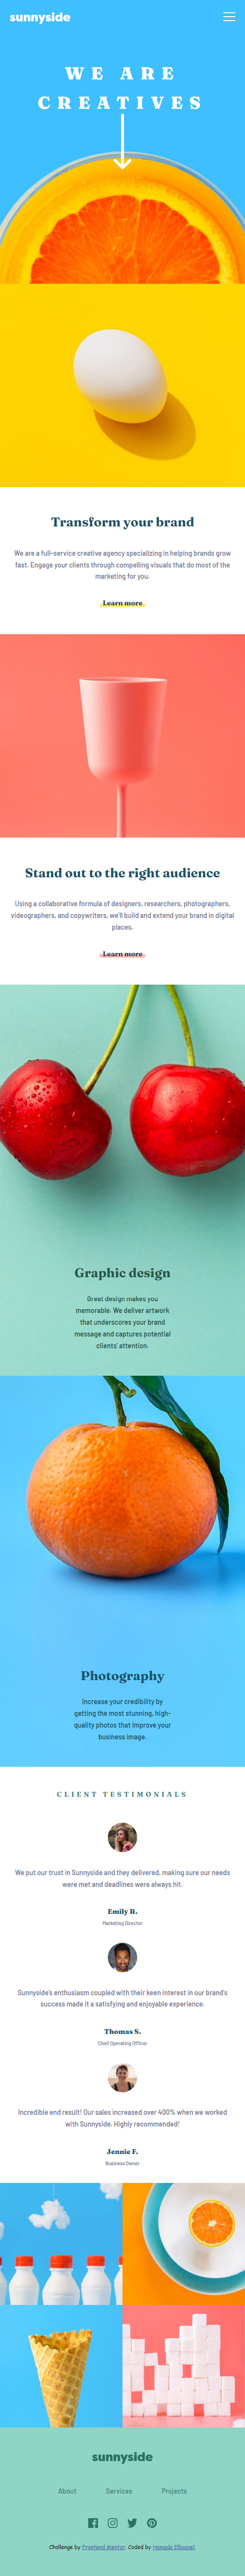 sunnyside
WE ARE
CREATIVES
Transform your brand
We are a full-service creative agency specializing in helping brands grow
fast. Engage your clients through compelling visuals that do most of the
marketing for you.
Learn more
Stand out to the right audience
Using a collaborative formula of designers, researchers, photographers,
videographers, and copywriters, we'll build and extend your brand in digital
places.
Learn more
Graphic design
Great design makes you
memorable. We deliver artwork
that underscores your brand
message and captures potential
clients' attention.
Photography
Increase your credibility by
getting the most stunning, high-
quality photos that improve your
business image.
CLIENT TESTIMONIALS
We put our trust in Sunnyside and they delivered, making sure our needs
were met and deadlines were always hit.
Emily R.
Marketing Director
Sunnyside's enthusiasm coupled with their keen interest in our brand's
success made it a satisfying and enjoyable experience.
Thomas S.
Chief Operating Officer
Incredible end result! Our sales increased over 400% when we worked
with Sunnyside. Highly recommended!
Jennie F.
Business Owner
sunnyside
About Services Projects
Challenge by Frontend Mentor. Coded by Hamada Elbouzed.